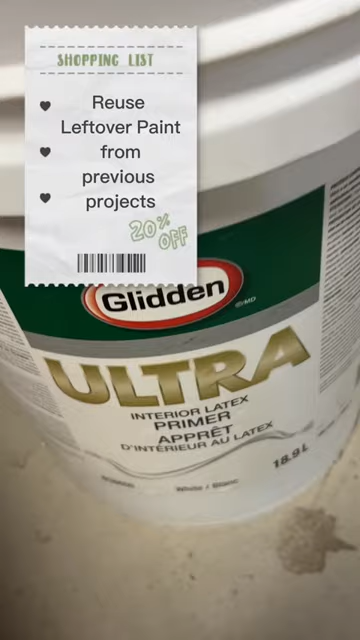 SHOPPING LIST
Reuse
Leftover Paint
from
previous
projects
20% OFF
Glidden
MD
ULTRA
INTERIOR LATEX
PRIMER
APPRÊT
D'INTÉRIEUR AU LATEX
18.9 L
White / Blanc